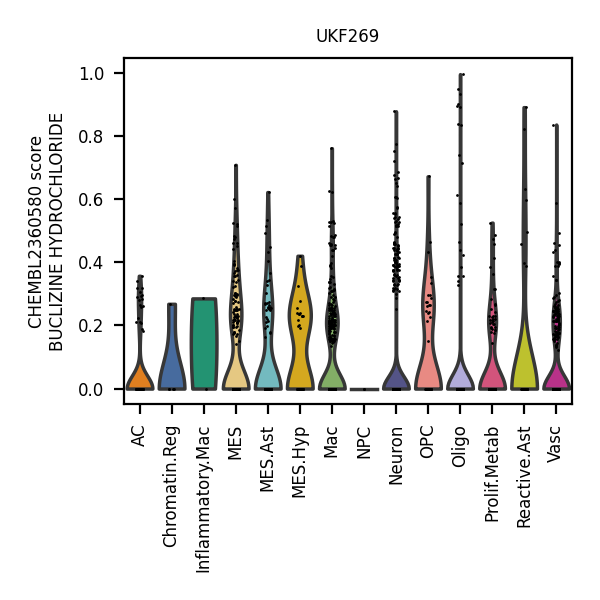 UKF269
CHEMBL2360580 score
BUCLIZINE HYDROCHLORIDE
1.0
0.8
0.6
0.4
0.2
0.0
AC
Chromatin.Reg
Inflammatory.Mac
MES
MES.Ast
MES.Hyp
Mac
NPC
Neuron
OPC
Oligo
Prolif.Metab
Reactive.Ast
Vasc